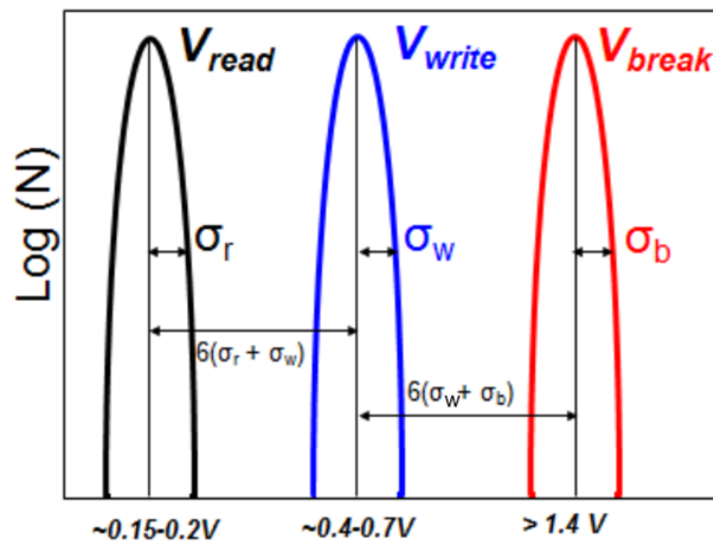 V_read
V_write
V_break
Log (N)
σ_r
σ_w
σ_b
6(σ_r + σ_w)
6(σ_w+ σ_b)
~0.15-0.2V
~0.4-0.7V
> 1.4 V